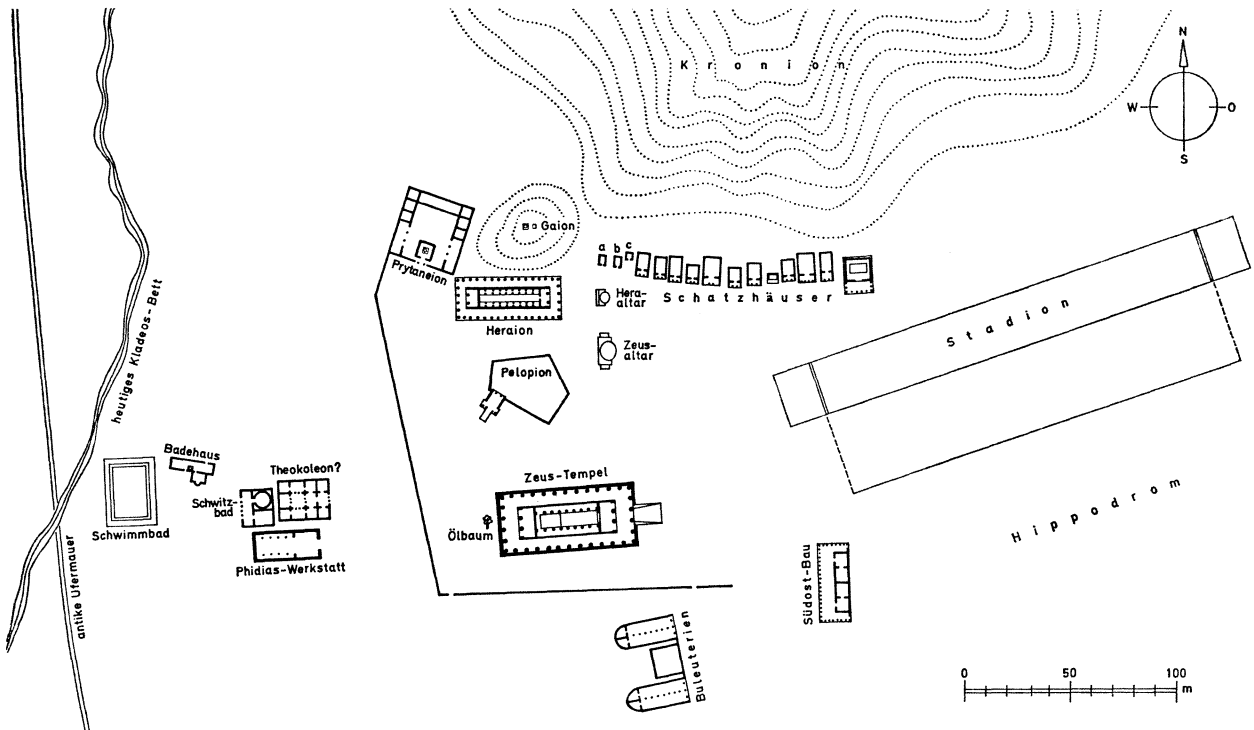 Kronion
N
W
O
S
Gaion
Prytaneion
a
b
c
Hera-
altar
Schatzhäuser
Heraion
Zeus-
altar
Stadion
Pelopion
heutiges Kladeos-Bett
Badehaus
Theokoleon?
Zeus-Tempel
Schwitz-
bad
Schwimmbad
Ölbaum
Hippodrom
Phidias-Werkstatt
antike Ufermauer
Südost-Bau
Buleuterien
0
50
100
m